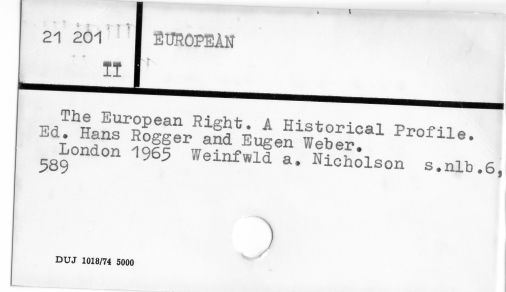 21 201
EUROPEAN
II
The European Right. A Historical Profile.
Ed. Hans Rogger and Eugen Weber.
London 1965 Weinfwld a. Nicholson s.nlb.6,
589
DUJ 1018/74 5000